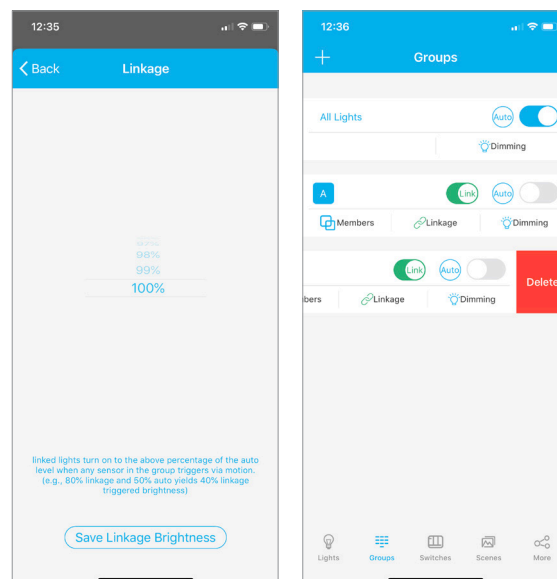 12:35
Back
Linkage
97%
98%
99%
100%
linked lights turn on to the above percentage of the auto
level when any sensor in the group triggers via motion.
(e.g., 80% linkage and 50% auto yields 40% linkage
triggered brightness)
Save Linkage Brightness
12:36
+
Groups
All Lights
Auto
Dimming
A
Link
Auto
Members
Linkage
Dimming
Link
Auto
Delete
bers
Linkage
Dimming
Lights
Groups
Switches
Scenes
More